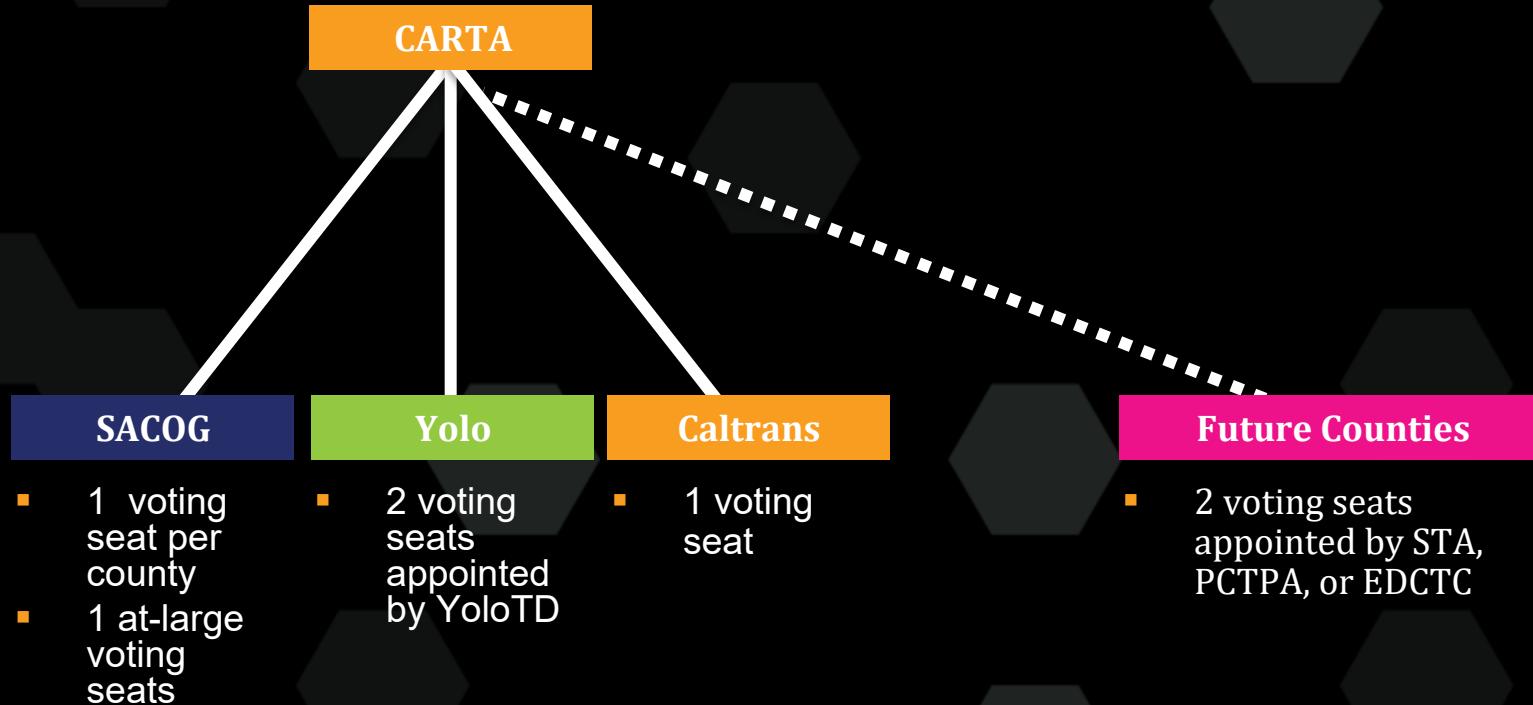 CARTA
SACOG
1 voting
seat per
county
1 at-large
voting
seats
Yolo
2 voting
seats
appointed
by YoloTD
Caltrans
1 voting
seat
Future Counties
2 voting seats
appointed by STA,
PCTPA, or EDCTC